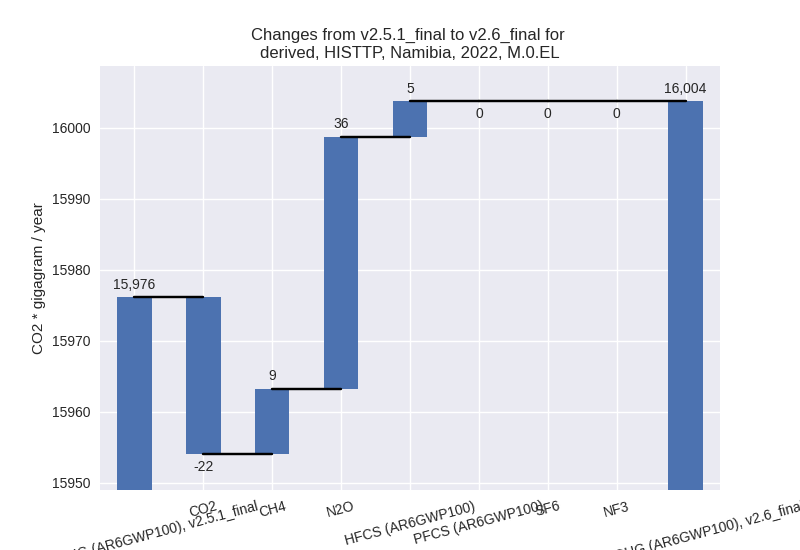 Changes from v2.5.1_final to v2.6_final for
derived, HISTTP, Namibia, 2022, M.0.EL
CO2 * gigagram / year
16000
15990
15980
15970
15960
15950
15,976
-22
9
36
5
0
0
0
16,004
(AR6GWP100), v2.5.1_final
CO2
CH4
N2O
HFCS (AR6GWP100)
PFCS (AR6GWP100)
SF6
NF3
(AR6GWP100), v2.6_final